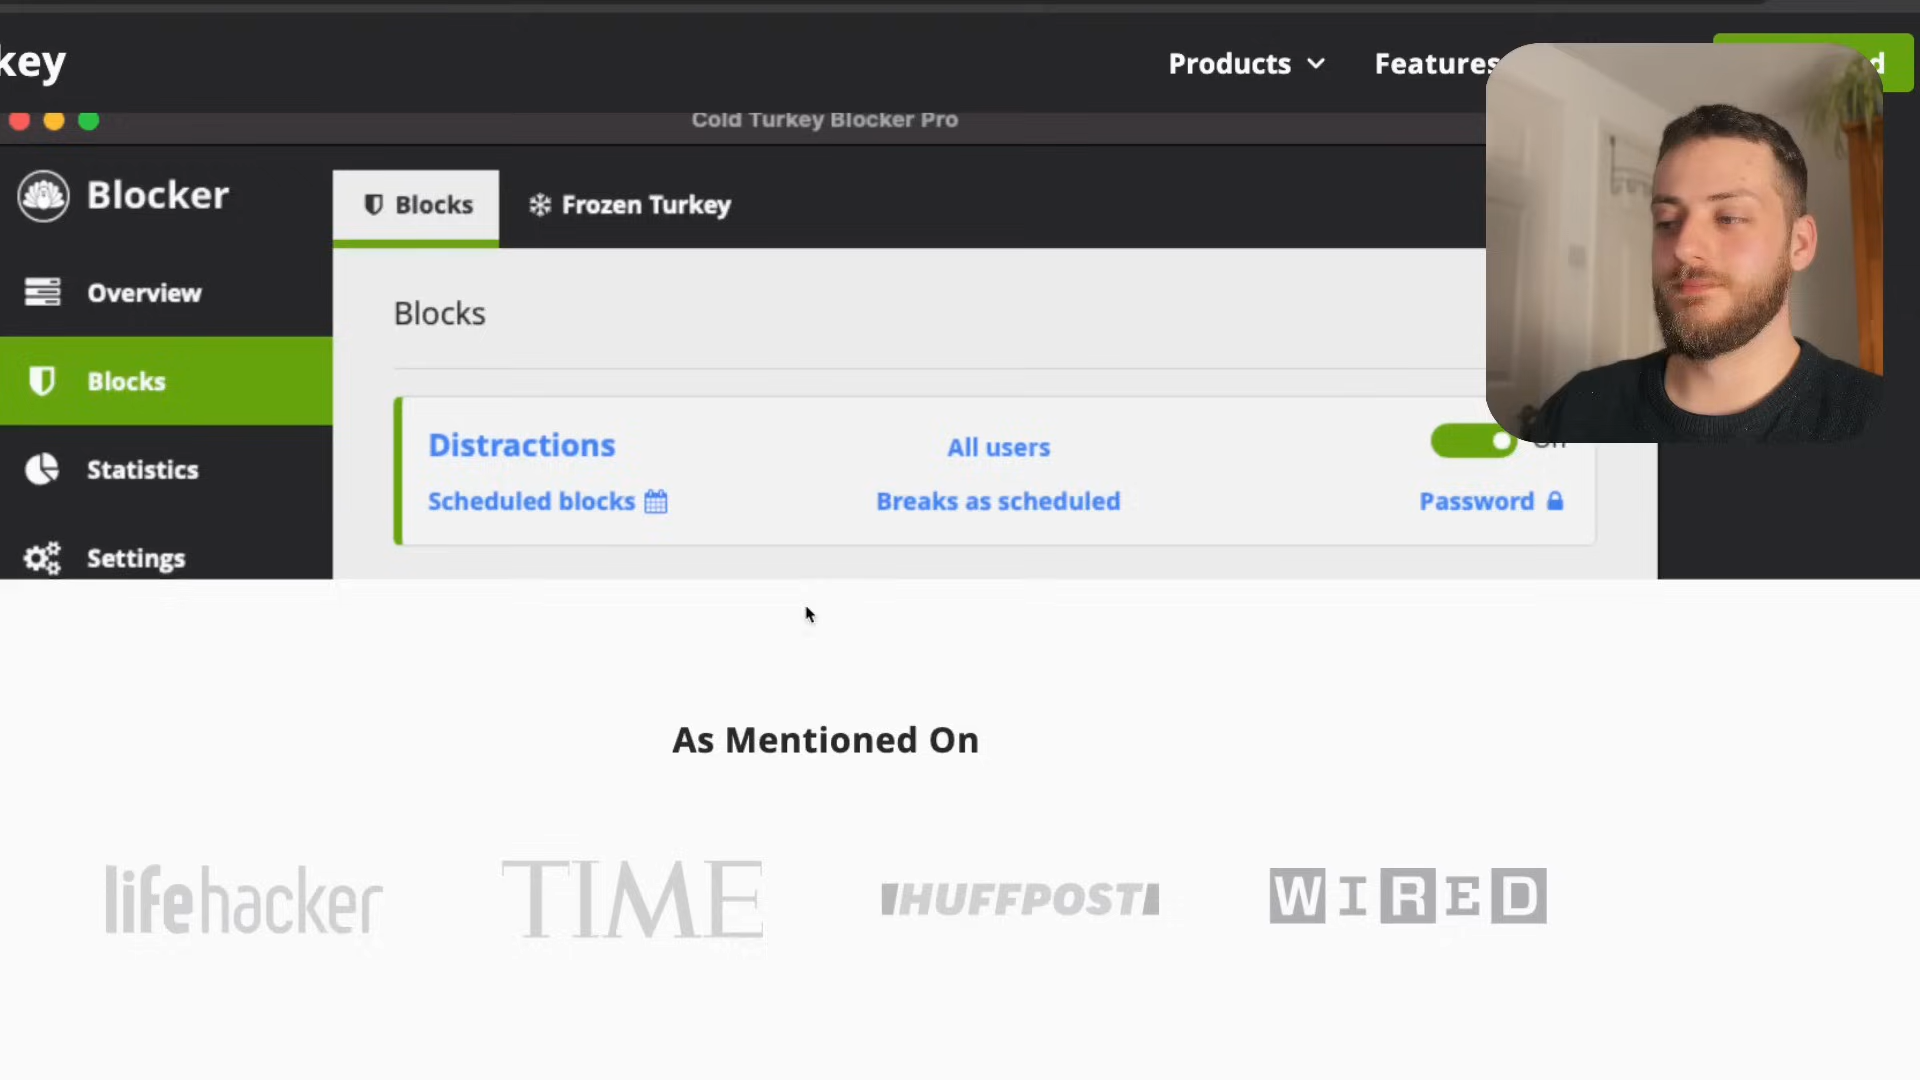 key
Products
Features
d
Cold Turkey Blocker Pro
Blocker
Blocks
Frozen Turkey
Overview
Blocks
Blocks
Distractions
All users
Statistics
Scheduled blocks
Breaks as scheduled
Password
Settings
As Mentioned On
lifehacker
TIME
HUFFPOST
WIRED